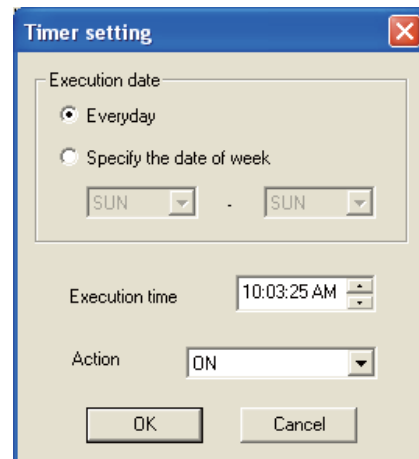 Timer setting
Execution date
Everyday
Specify the date of week
SUN - SUN
Execution time 10:03:25 AM
Action ON
OK Cancel